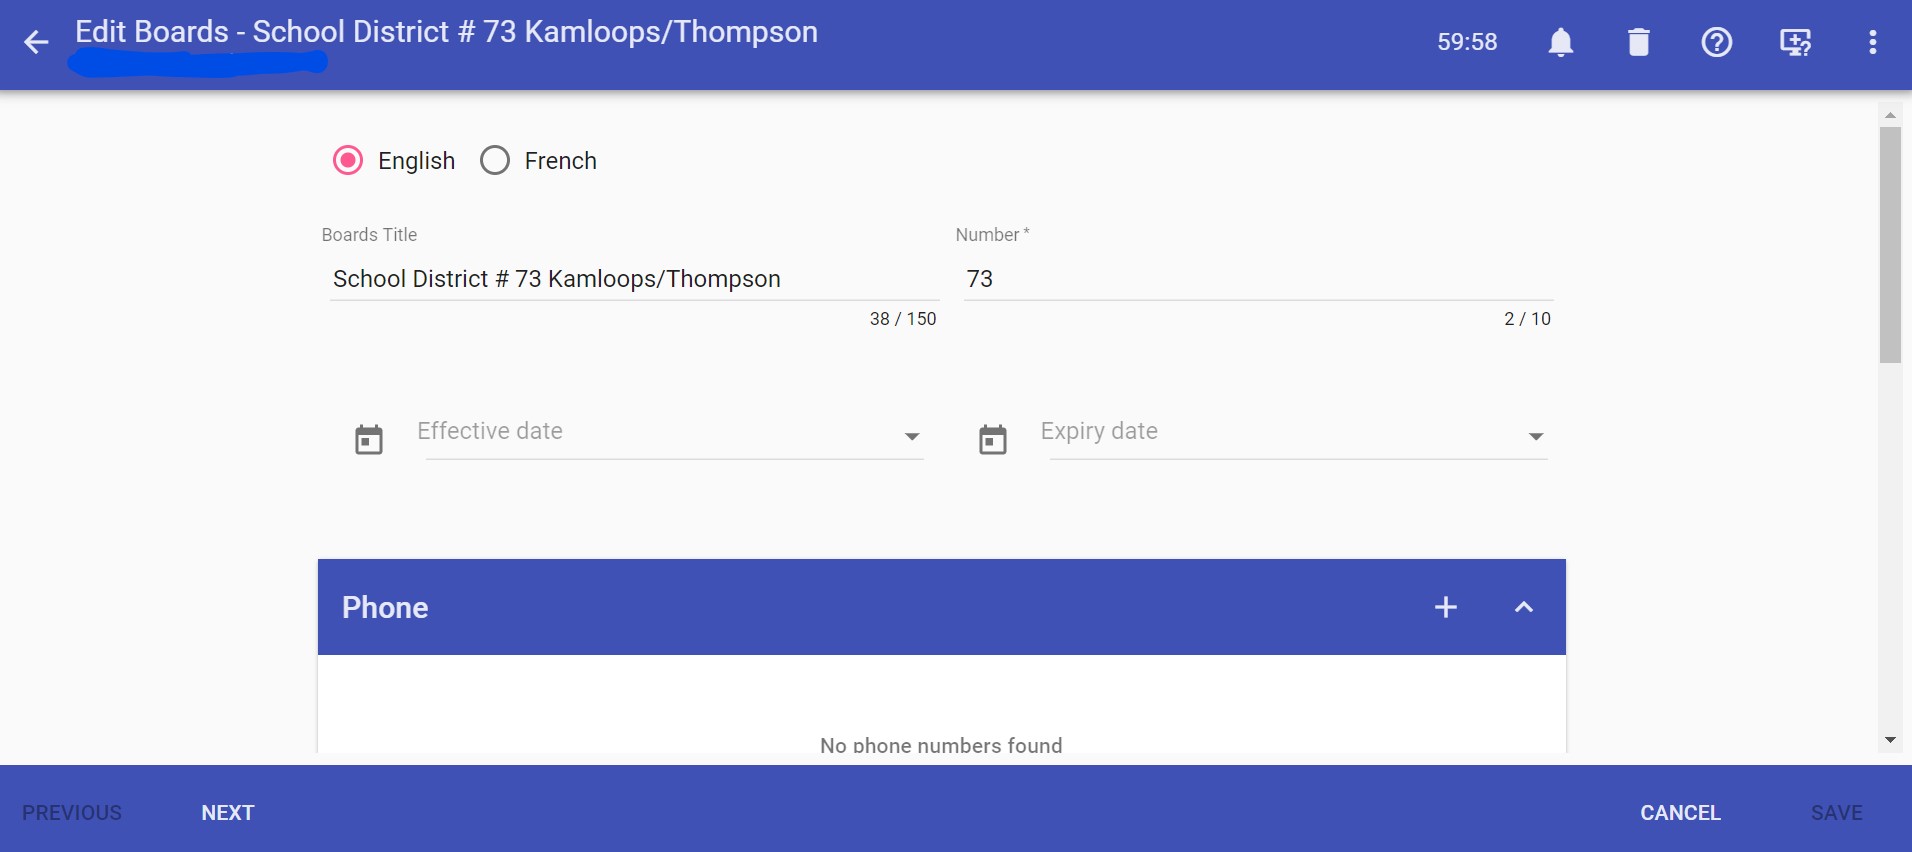 Edit Boards - School District # 73 Kamloops/Thompson
59:58
English French
Boards Title
Number *
School District # 73 Kamloops/Thompson
73
38 / 150
2 / 10
Effective date
Expiry date
Phone
No phone numbers found
PREVIOUS NEXT CANCEL SAVE